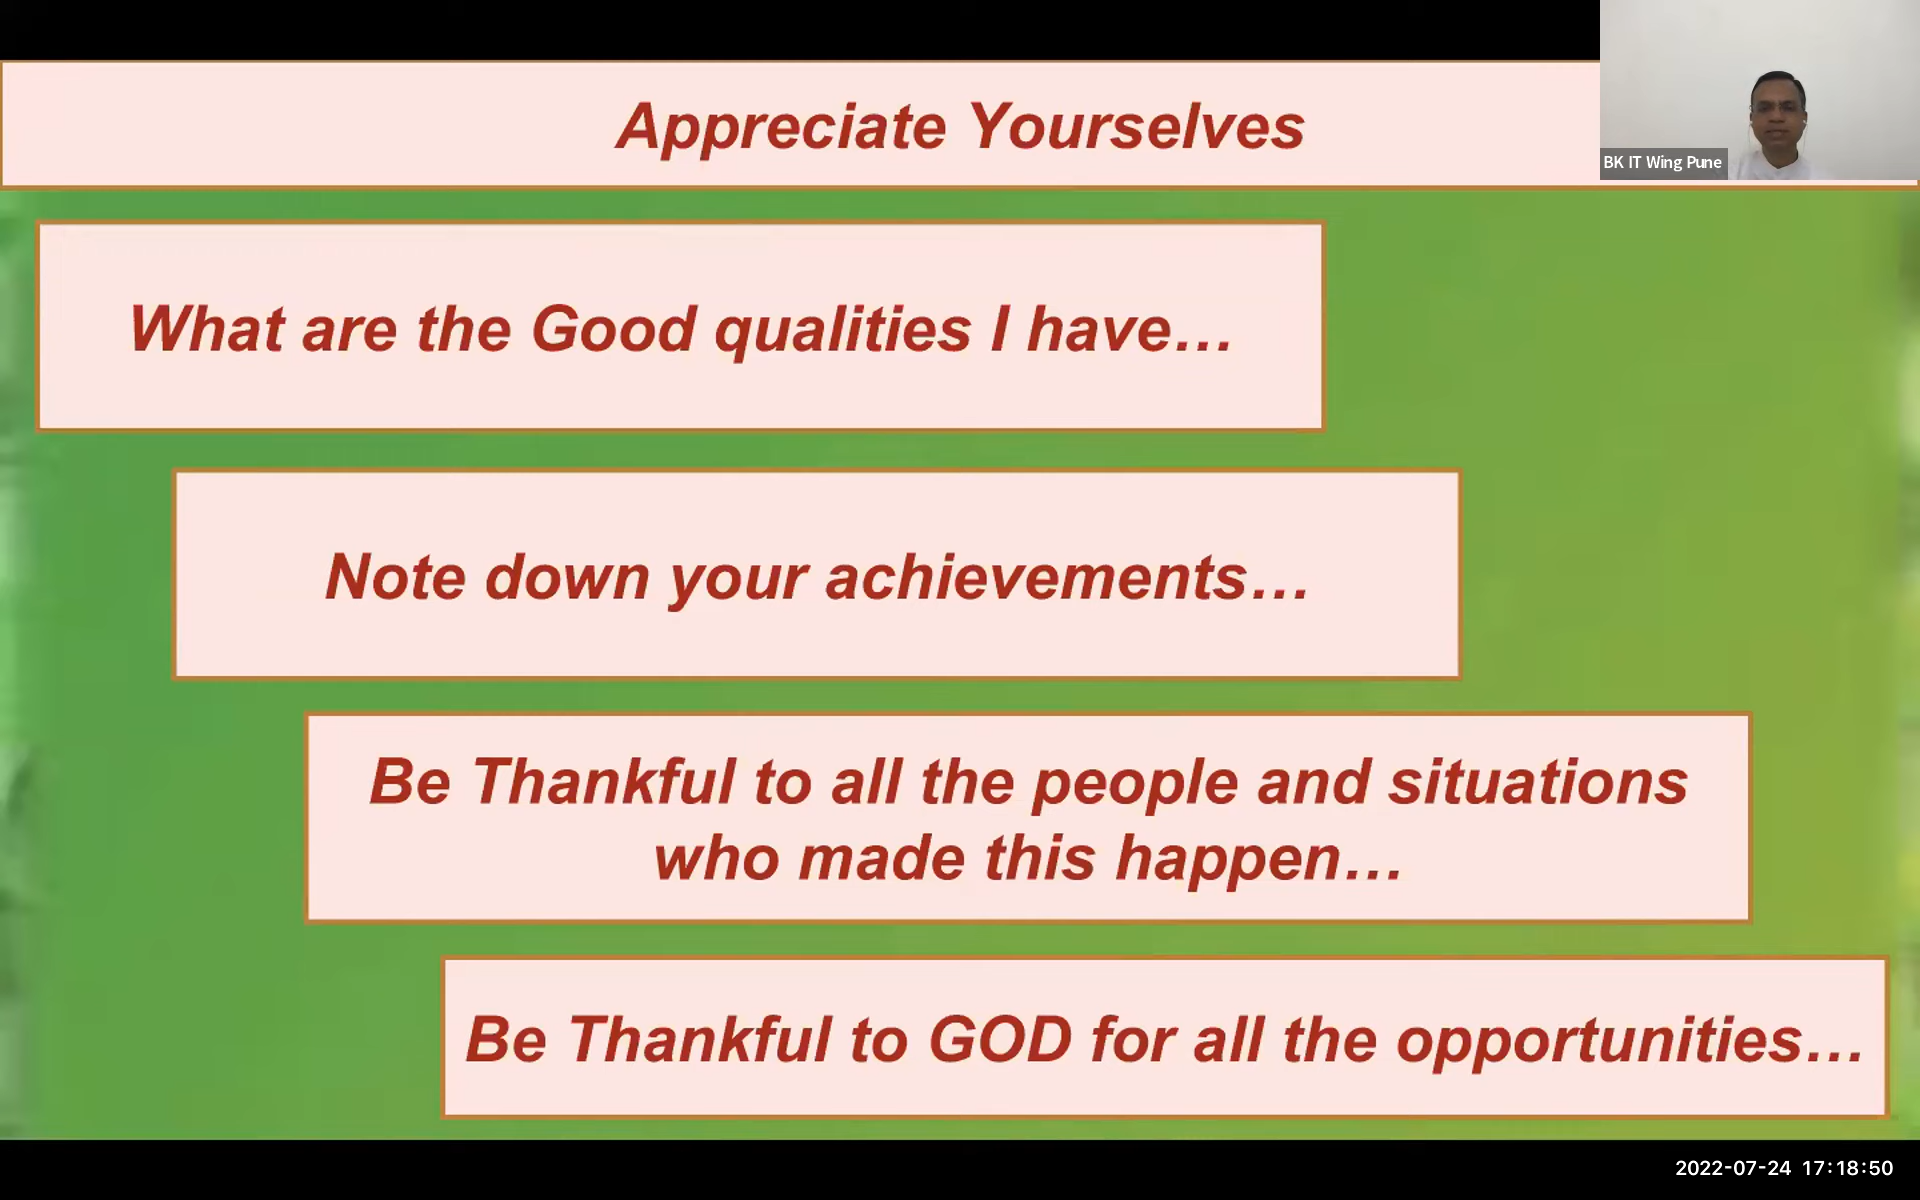 Appreciate Yourselves
BK IT Wing Pune
What are the Good qualities I have...
Note down your achievements...
Be Thankful to all the people and situations
who made this happen...
Be Thankful to GOD for all the opportunities...
2022-07-24 17:18:50